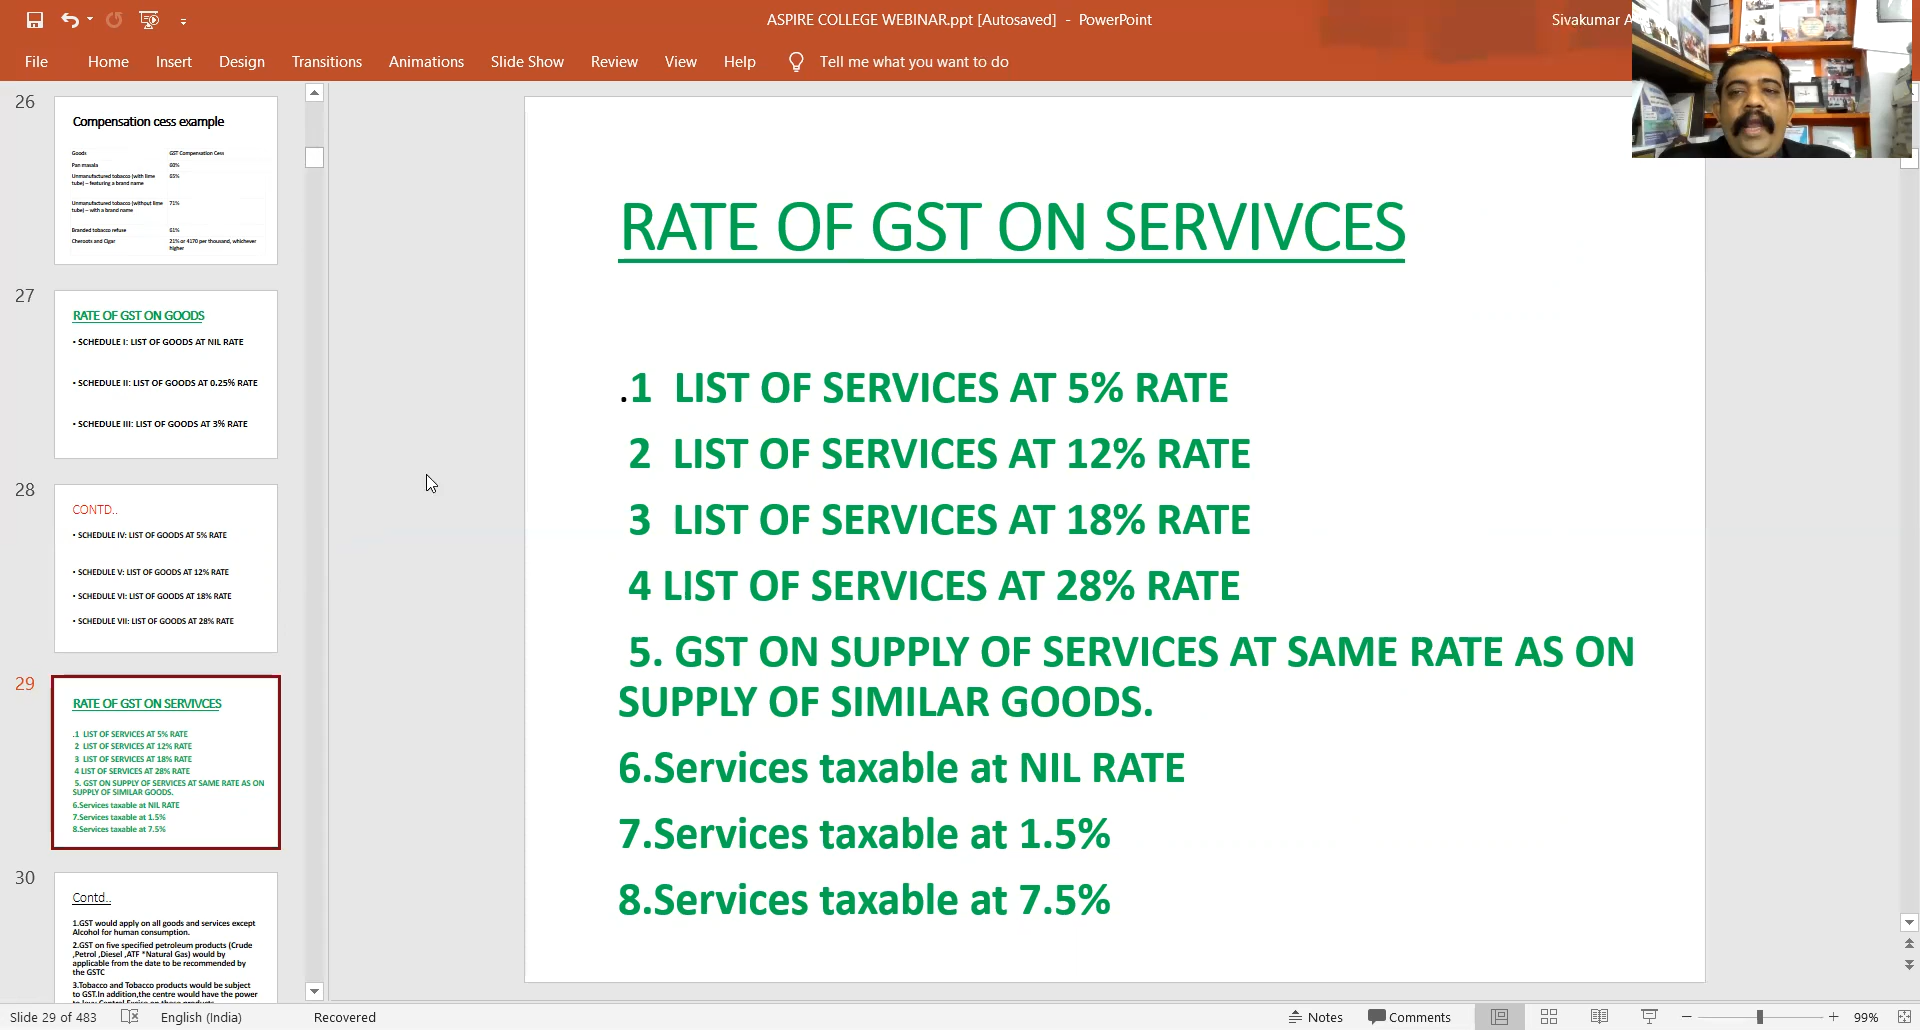 ASPIRE COLLEGE WEBINAR.ppt [Autosaved] - PowerPoint
Sivakumar A
File Home Insert Design Transitions Animations Slide Show Review View Help Tell me what you want to do
26
Compensation cess example
Goods GST Compensation Cess
Pan masala 60%
Unmanufactured tobacco (with lime 65%
tube) – featuring a brand name
Unmanufactured tobacco (without lime 71%
tube) – with a brand name
Branded tobacco refuse 61%
Cheroots and Cigar 21% or 4170 per thousand, whichever
higher
27
RATE OF GST ON GOODS
• SCHEDULE I: LIST OF GOODS AT NIL RATE
• SCHEDULE II: LIST OF GOODS AT 0.25% RATE
• SCHEDULE III: LIST OF GOODS AT 3% RATE
28
CONTD..
• SCHEDULE IV: LIST OF GOODS AT 5% RATE
• SCHEDULE V: LIST OF GOODS AT 12% RATE
• SCHEDULE VI: LIST OF GOODS AT 18% RATE
• SCHEDULE VII: LIST OF GOODS AT 28% RATE
29
RATE OF GST ON SERVIVCES
.1 LIST OF SERVICES AT 5% RATE
2 LIST OF SERVICES AT 12% RATE
3 LIST OF SERVICES AT 18% RATE
4 LIST OF SERVICES AT 28% RATE
5. GST ON SUPPLY OF SERVICES AT SAME RATE AS ON
SUPPLY OF SIMILAR GOODS.
6.Services taxable at NIL RATE
7.Services taxable at 1.5%
8.Services taxable at 7.5%
30
Contd..
1.GST would apply on all goods and services except
Alcohol for human consumption.
2.GST on five specified petroleum products (Crude
,Petrol ,Diesel ,ATF *Natural Gas) would by
applicable from the date to be recommended by
the GSTC
3.Tobacco and Tobacco products would be subject
to GST.In addition,the centre would have the power
RATE OF GST ON SERVIVCES
.1 LIST OF SERVICES AT 5% RATE
2 LIST OF SERVICES AT 12% RATE
3 LIST OF SERVICES AT 18% RATE
4 LIST OF SERVICES AT 28% RATE
5. GST ON SUPPLY OF SERVICES AT SAME RATE AS ON
SUPPLY OF SIMILAR GOODS.
6.Services taxable at NIL RATE
7.Services taxable at 1.5%
8.Services taxable at 7.5%
Slide 29 of 483 English (India) Recovered Notes Comments 99%